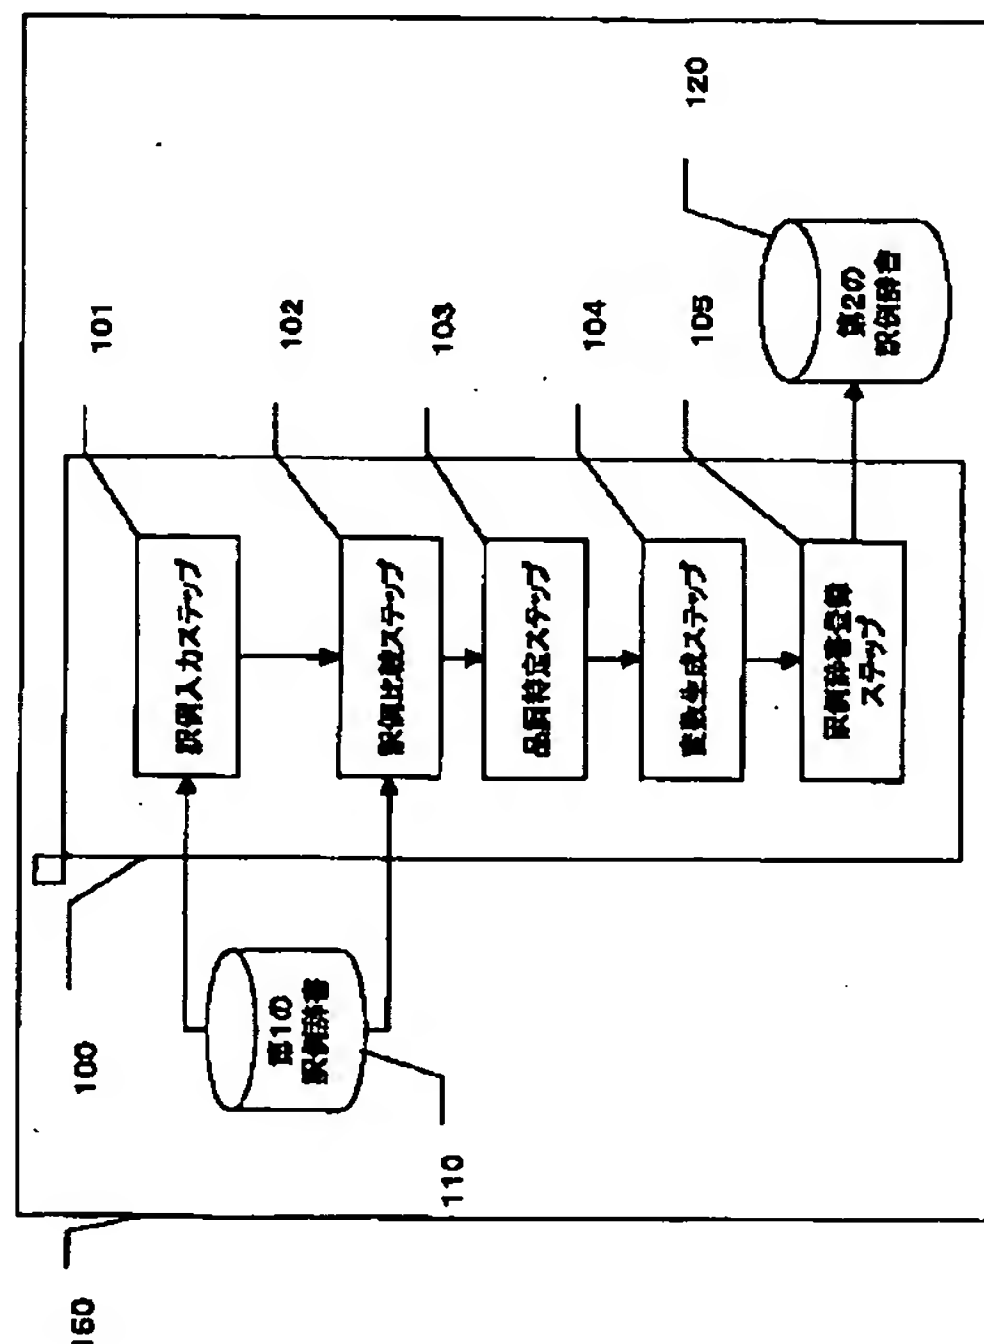 150
100
110
第1の
訳例辞書
訳例入力ステップ
101
訳例比較ステップ
102
品詞特定ステップ
103
変数生成ステップ
104
訳例辞書登録
ステップ
105
第2の
訳例辞書
120